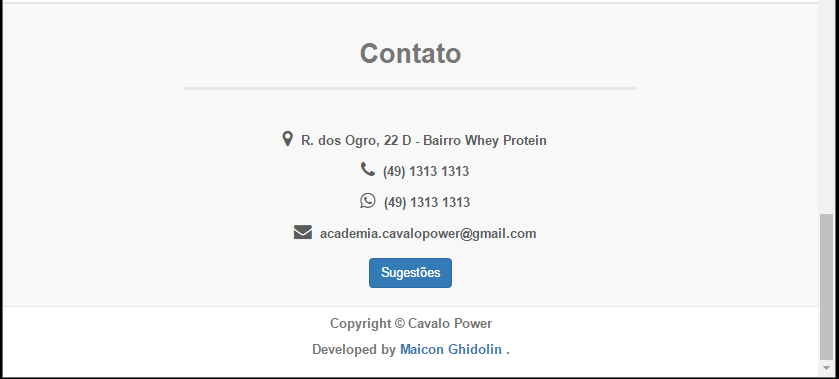 Contato
R. dos Ogro, 22 D - Bairro Whey Protein
(49) 1313 1313
(49) 1313 1313
academia.cavalopower@gmail.com
Sugestões
Copyright © Cavalo Power
Developed by Maicon Ghidolin .